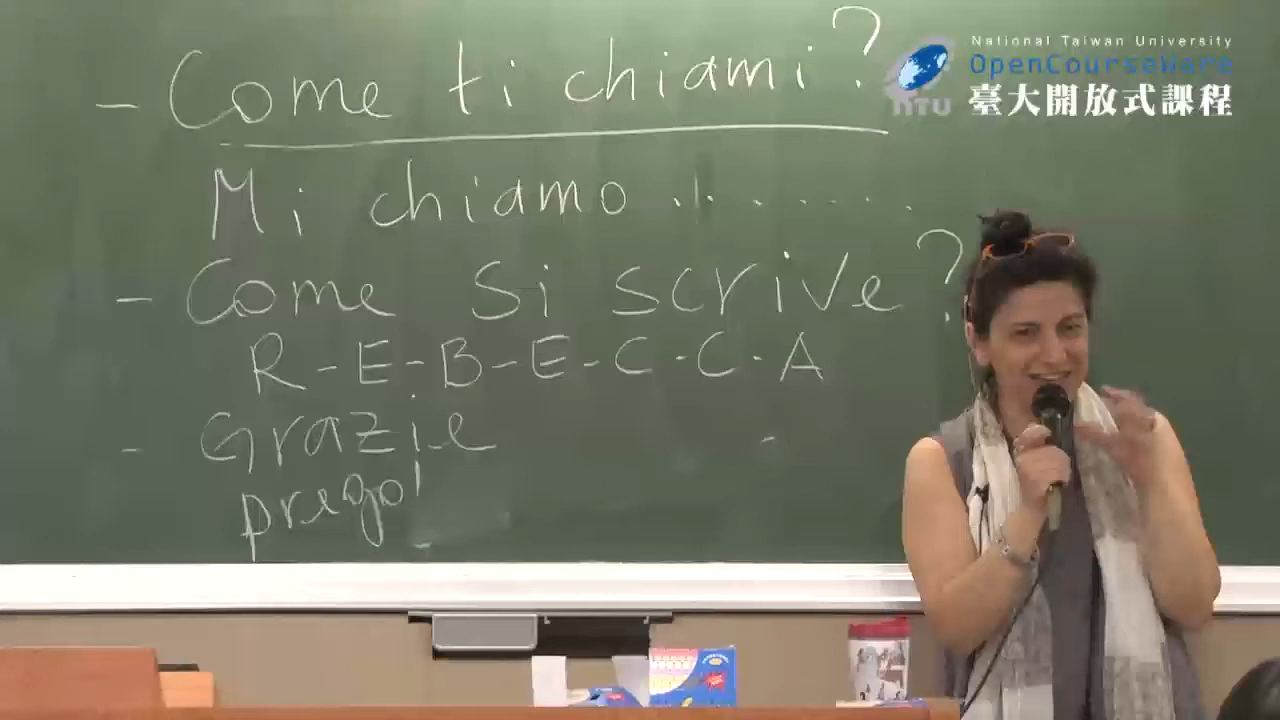 - Come ti chiami?
Mi chiamo .........
- Come si scrive?
R-E-B-E-C-C-A
- Grazie
prego!
National Taiwan University
OpenCourseWare
臺大開放式課程
NTU